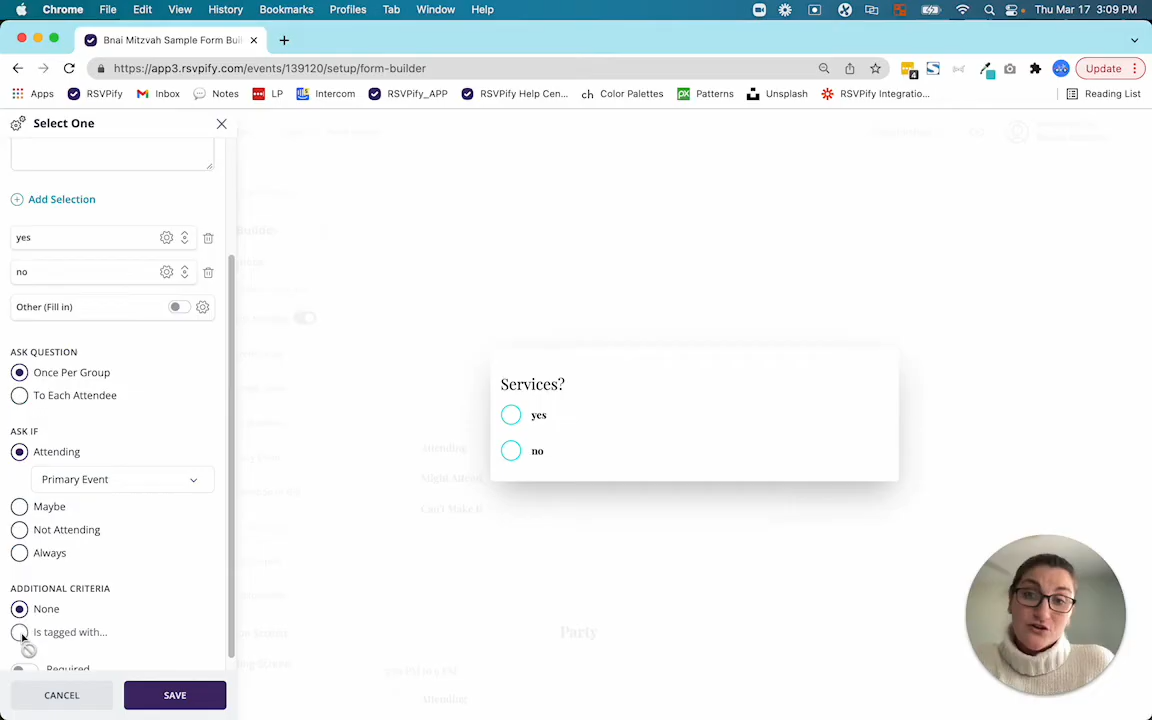 Chrome File Edit View History Bookmarks Profiles Tab Window Help Thu Mar 17 3:09 PM
Bnai Mitzvah Sample Form Buil
https://app3.rsvpify.com/events/139120/setup/form-builder Update
Apps RSVPify Inbox Notes LP Intercom RSVPify_APP RSVPify Help Cen... Color Palettes Patterns Unsplash RSVPify Integratio... Reading List
Select One
Add Selection
yes
no
Other (Fill in)
ASK QUESTION
Once Per Group
To Each Attendee
ASK IF
Attending
Primary Event
Maybe
Not Attending
Always
ADDITIONAL CRITERIA
None
Is tagged with...
Required
CANCEL SAVE
Services?
yes
no
Attending
Might Attend
Can't Make It
Party
Attending